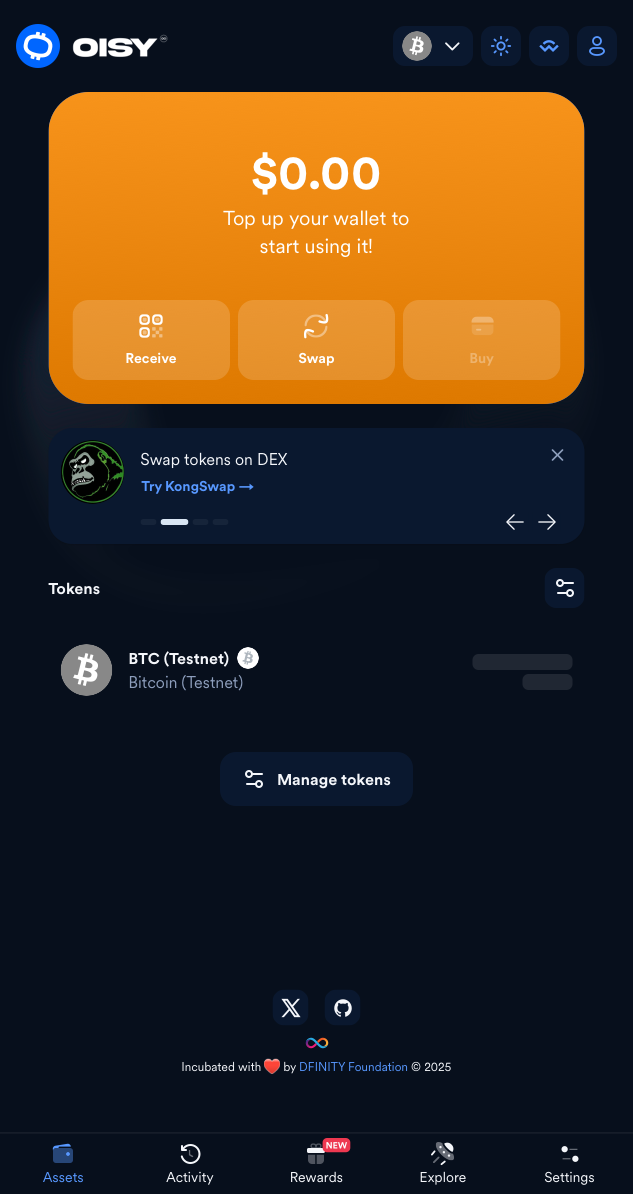 OISY
$0.00
Top up your wallet to
start using it!
Receive
Swap
Buy
Swap tokens on DEX
Try KongSwap →
Tokens
BTC (Testnet)
Bitcoin (Testnet)
Manage tokens
Incubated with ❤️ by DFINITY Foundation © 2025
NEW
Assets
Activity
Rewards
Explore
Settings